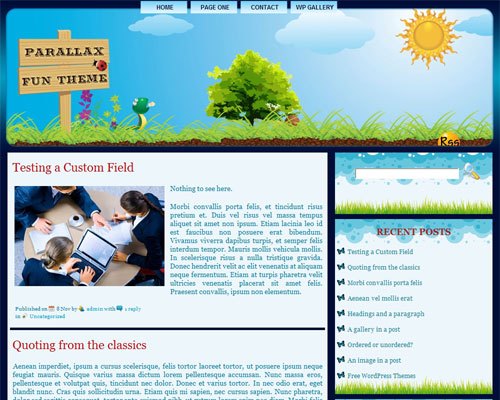 HOME
PAGE ONE
CONTACT
WP GALLERY
PARALLAX
FUN THEME
Rss
Testing a Custom Field
Nothing to see here.
Morbi convallis porta felis, et tincidunt risus
pretium et. Duis vel risus vel massa tempus
aliquet sit amet non ipsum. Etiam lacinia leo id
est faucibus non posuere erat bibendum.
Vivamus viverra dapibus turpis, et semper felis
interdum tempor. Mauris mollis vehicula mollis.
In scelerisque risus a nulla tristique gravida.
Donec hendrerit velit ac elit venenatis at aliquam
neque fermentum. Etiam at turpis pharetra velit
ultricies venenatis placerat sit amet felis.
Praesent convallis, ipsum non elementum.
Published on 8 Nov by admin with 1 reply
in Uncategorized
Quoting from the classics
Aenean imperdiet, ipsum a cursus scelerisque, felis tortor laoreet tortor, ut posuere ipsum neque
feugiat mauris. Quisque varius massa dictum lorem pellentesque accumsan. Nunc massa eros,
pellentesque et volutpat quis, tincidunt nec dolor. Donec et varius tortor. In nec odio erat, eget
blandit nunc. Cras quis sollicitudin urna. Etiam quis mi sapien, nec cursus sapien. Nunc pharetra,
RECENT POSTS
Testing a Custom Field
Quoting from the classics
Morbi convallis porta felis
Aenean vel mollis erat
Headings and a paragraph
A gallery in a post
Ordered or unordered?
An image in a post
Free WordPress Themes